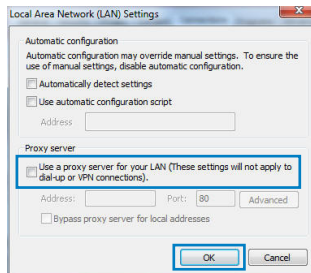 Local Area Network (LAN) Settings
Automatic configuration
Automatic configuration may override manual settings. To ensure the
use of manual settings, disable automatic configuration.
Automatically detect settings
Use automatic configuration script
Address
Proxy server
Use a proxy server for your LAN (These settings will not apply to
dial-up or VPN connections).
Address: Port: 80 Advanced
Bypass proxy server for local addresses
OK Cancel